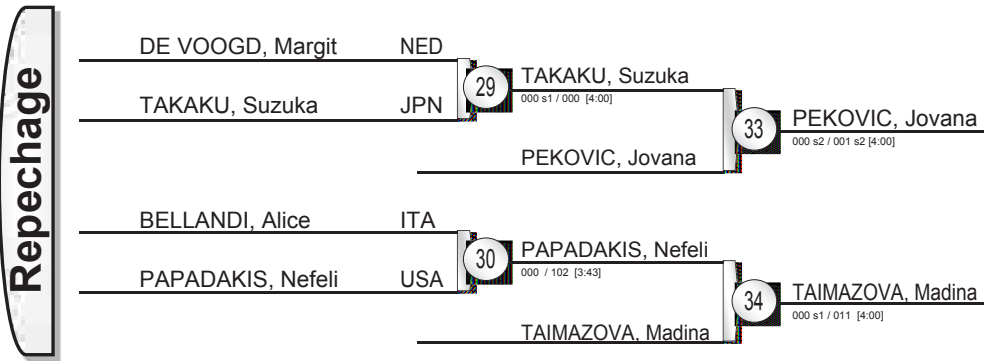 Repechage
DE VOOGD, Margit NED
TAKAKU, Suzuka JPN
29
TAKAKU, Suzuka
000 s1 / 000 [4:00]
PEKOVIC, Jovana
33
PEKOVIC, Jovana
000 s2 / 001 s2 [4:00]
BELLANDI, Alice ITA
PAPADAKIS, Nefeli USA
30
PAPADAKIS, Nefeli
000 / 102 [3:43]
TAIMAZOVA, Madina
34
TAIMAZOVA, Madina
000 s1 / 011 [4:00]